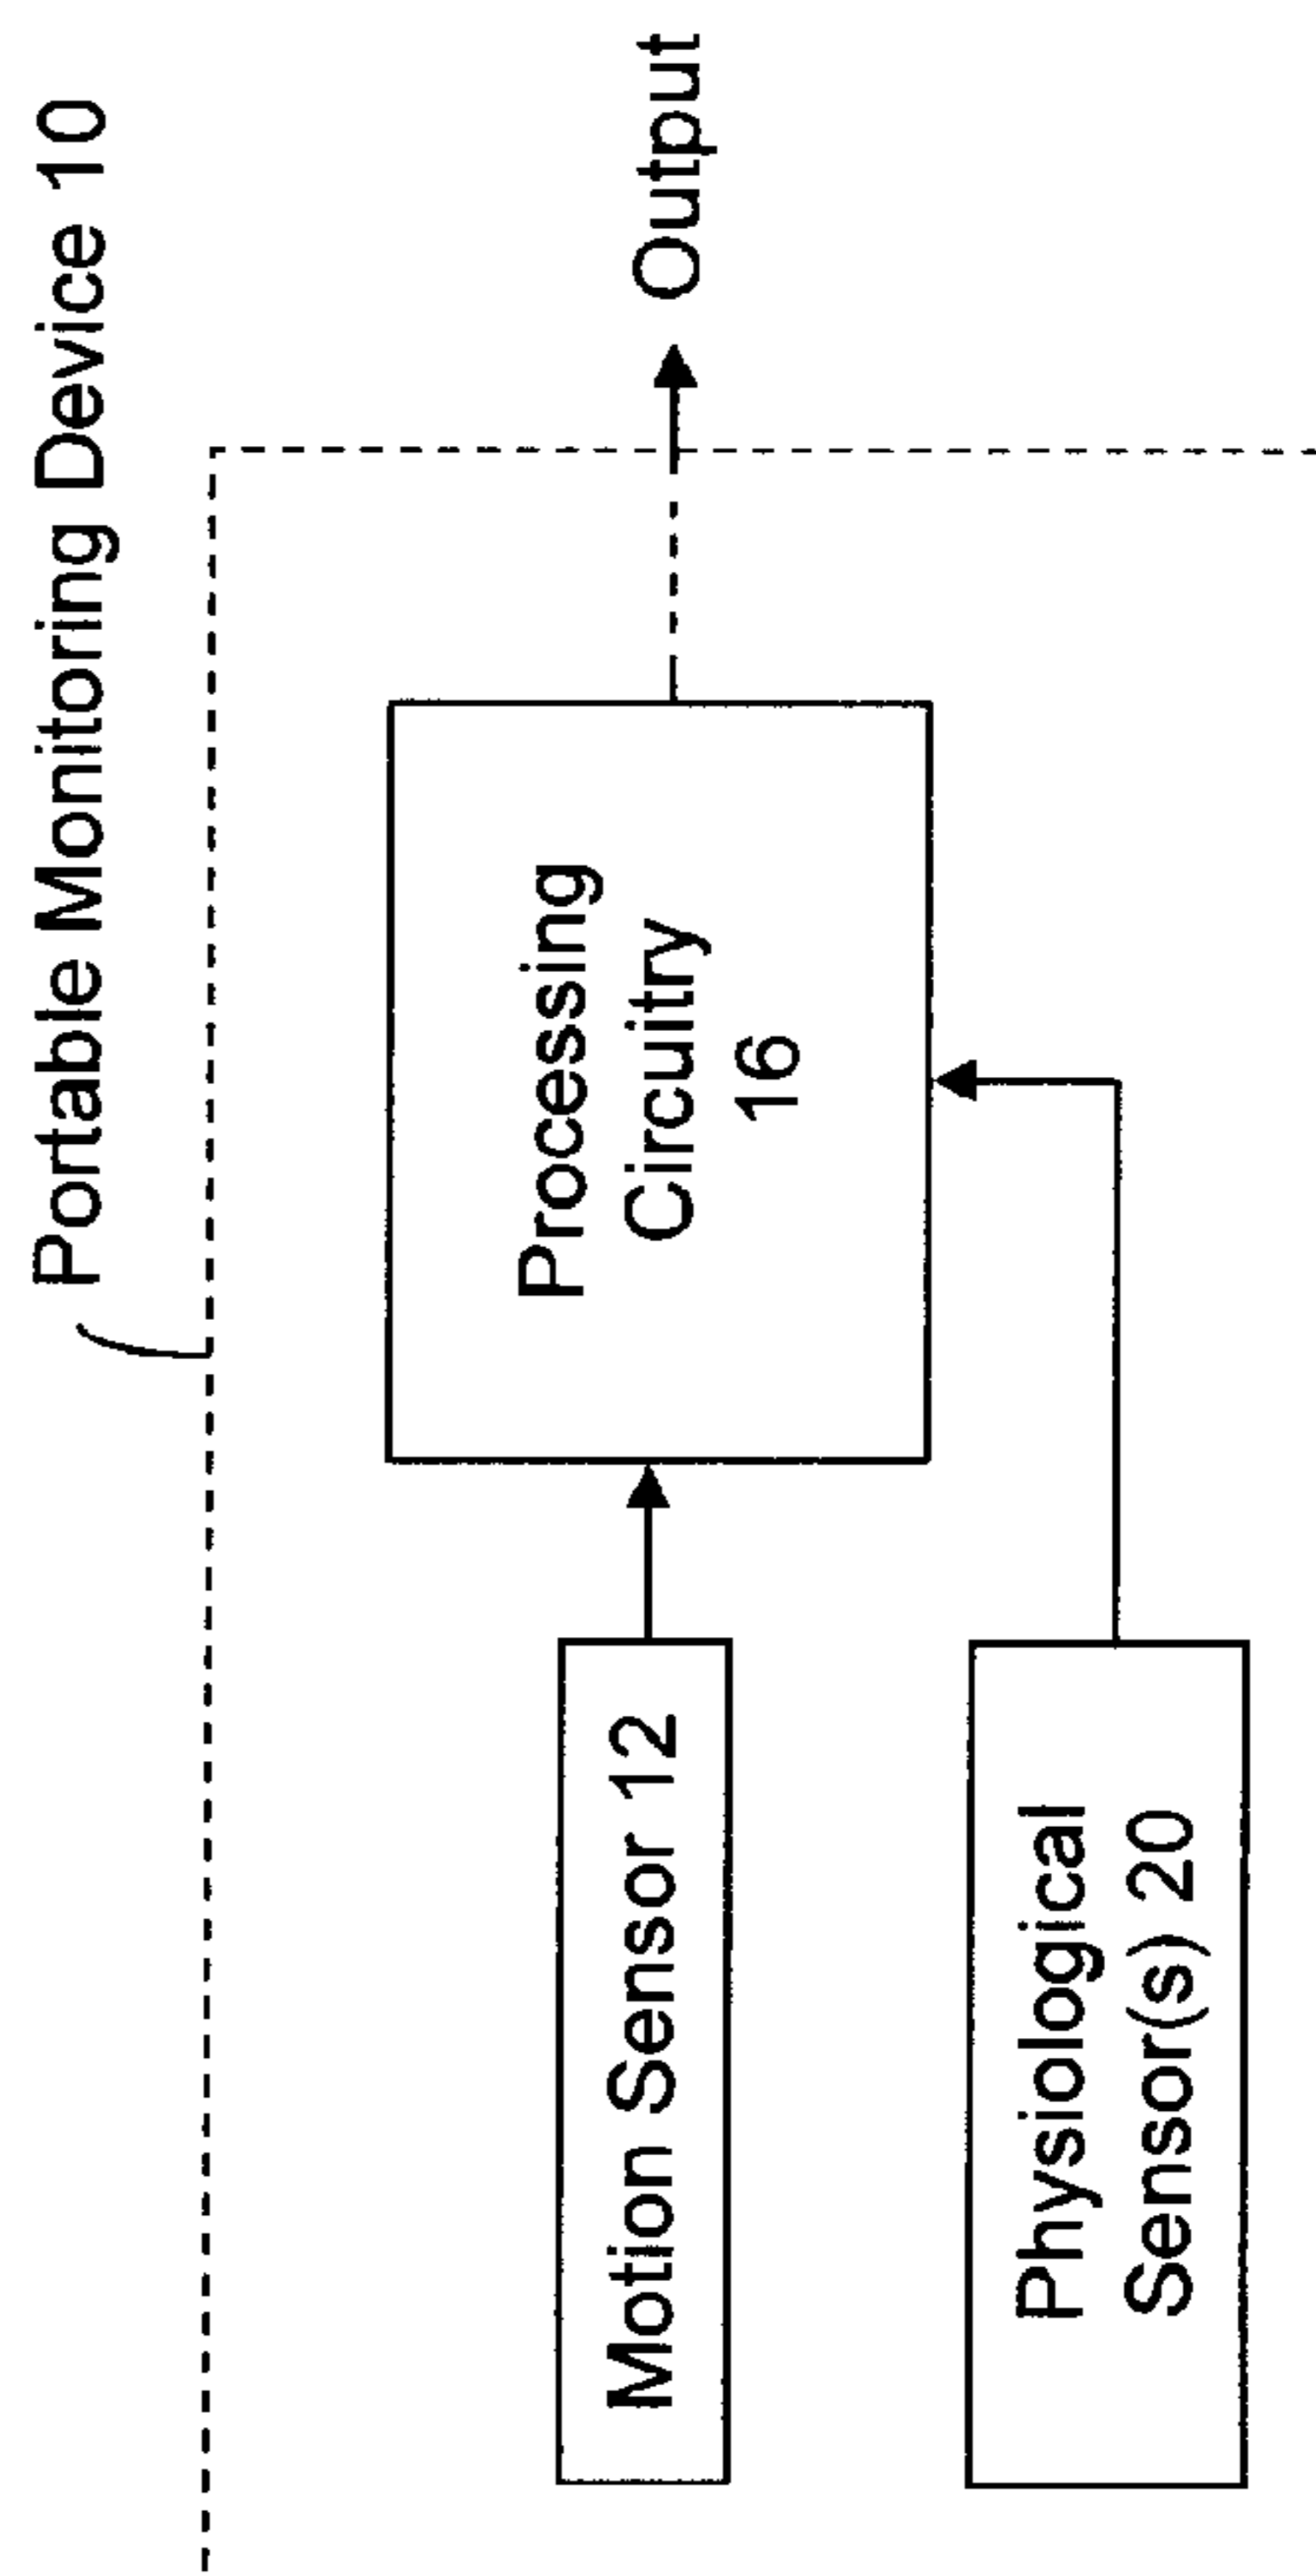 Portable Monitoring Device 10
Motion Sensor 12
Processing
Circuitry
16
Output
Physiological
Sensor(s) 20